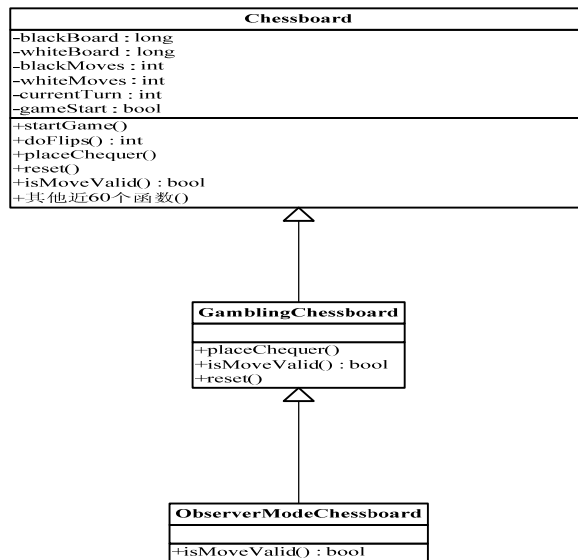 Chessboard
-blackBoard : long
-whiteBoard : long
-blackMoves : int
-whiteMoves : int
-currentTurn : int
-gameStart : bool
+startGame()
+doFlips() : int
+placeChequer()
+reset()
+isMoveValid() : bool
+其他近60个函数()
GamblingChessboard
+placeChequer()
+isMoveValid() : bool
+reset()
ObserverModeChessboard
+isMoveValid() : bool